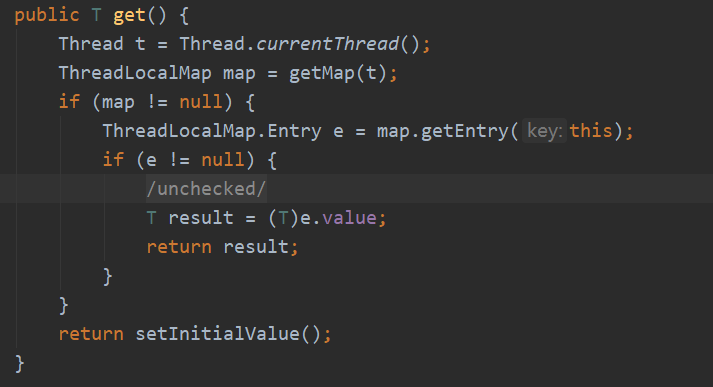 public T get() {
Thread t = Thread.currentThread();
ThreadLocalMap map = getMap(t);
if (map != null) {
ThreadLocalMap.Entry e = map.getEntry( key: this);
if (e != null) {
/unchecked/
T result = (T)e.value;
return result;
}
}
return setInitialValue();
}